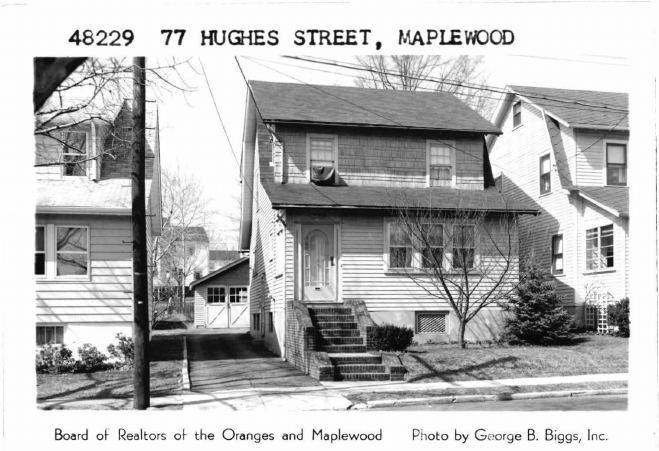 48229 77 HUGHES STREET, MAPLEWOOD
Board of Realtors of the Oranges and Maplewood Photo by George B. Biggs, Inc.